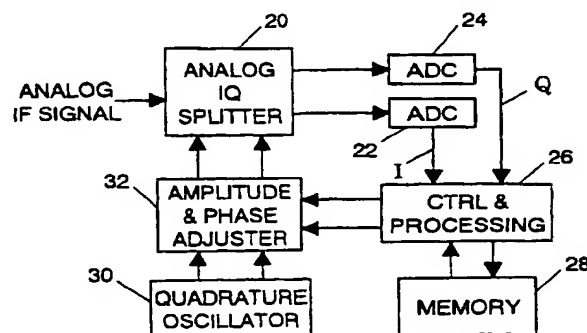 20
24
ANALOG
IQ
SPLITTER
ADC
ANALOG
IF SIGNAL
ADC
Q
22
I
26
32
AMPLITUDE
& PHASE
ADJUSTER
CTRL &
PROCESSING
28
30
QUADRATURE
OSCILLATOR
MEMORY